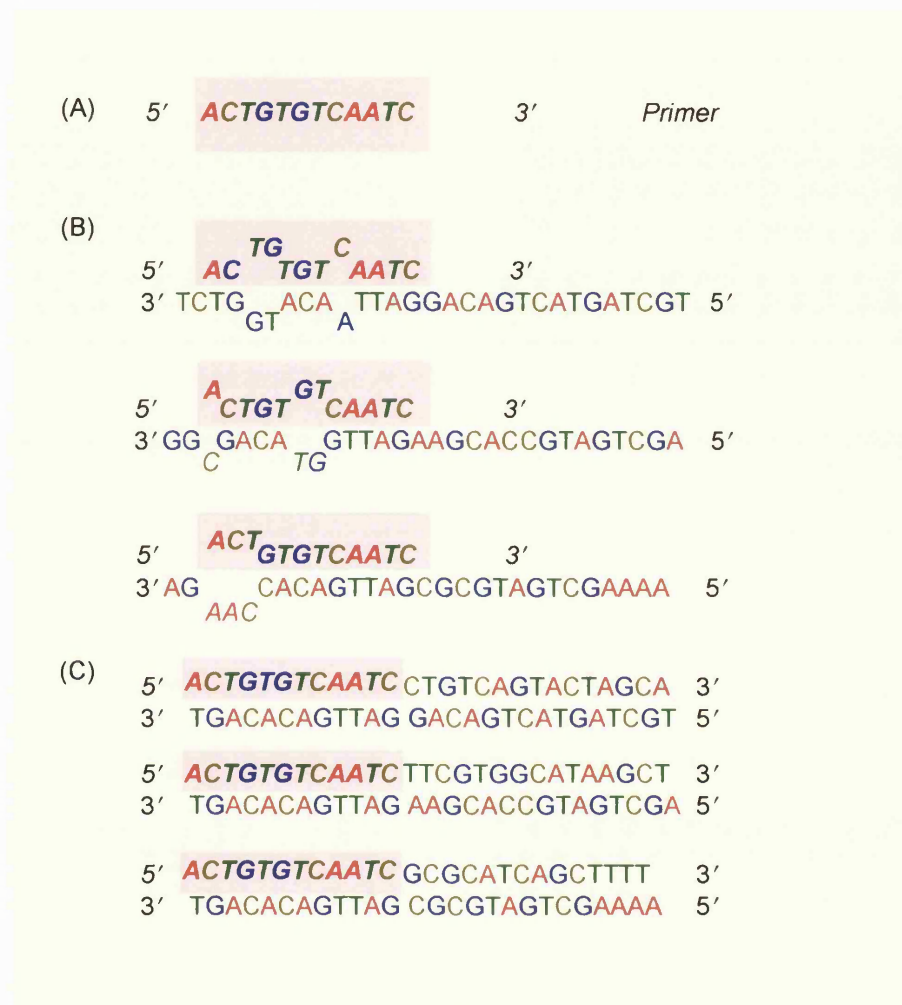 (A) 5′ ACTGTGTCAATC 3′ Primer
(B)
TG C
5′ AC TGT AATC 3′
3′ TCTG ACA TTAGGACAGTCATGATCGT 5′
GT A
A GT
5′ CTGT CAATC 3′
3′ GG GACA GTTAGAAGCACCGTAGTCGA 5′
C TG
ACT
5′ GTGTCAATC 3′
3′ AG CACAGTTAGCGCGTAGTCGAAAA 5′
AAC
(C) 5′ ACTGTGTCAATC CTGTCAGTACTAGCA 3′
3′ TGACACAGTTAG GACAGTCATGATCGT 5′
5′ ACTGTGTCAATC TTCGTGGCATAAGCT 3′
3′ TGACACAGTTAG AAGCACCGTAGTCGA 5′
5′ ACTGTGTCAATC GCGCATCAGCTTTT 3′
3′ TGACACAGTTAG CGCGTAGTCGAAAA 5′